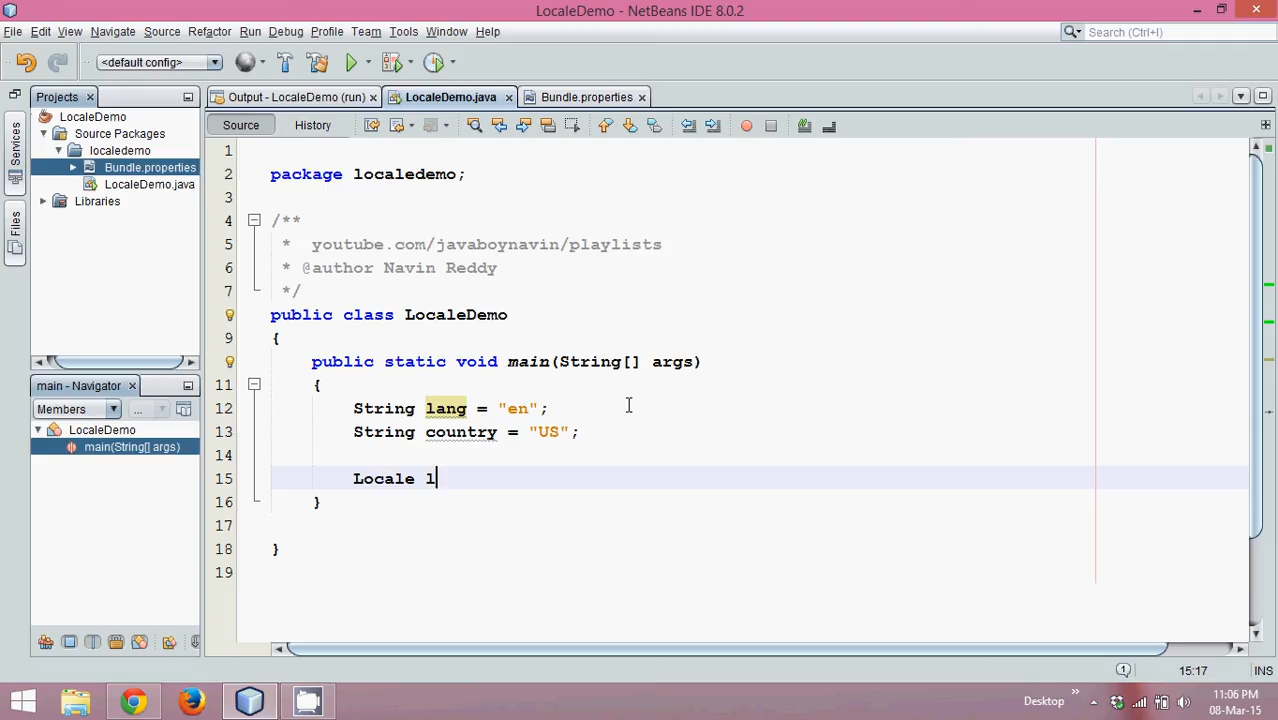 LocaleDemo - NetBeans IDE 8.0.2
File Edit View Navigate Source Refactor Run Debug Profile Team Tools Window Help
Search (Ctrl+I)
<default config>
Projects
Output - LocaleDemo (run) LocaleDemo.java Bundle.properties
LocaleDemo
Source Packages
localedemo
Bundle.properties
LocaleDemo.java
Libraries
Services
Files
Source History
1
2 package localedemo;
3
4 /**
5 * youtube.com/javaboynavin/playlists
6 * @author Navin Reddy
7 */
public class LocaleDemo
9 {
public static void main(String[] args)
11 {
12 String lang = "en";
13 String country = "US";
14
15 Locale l
16 }
17
18 }
19
main - Navigator
Members ...
LocaleDemo
main(String[] args)
1 15:17 INS
Desktop
11:06 PM
08-Mar-15